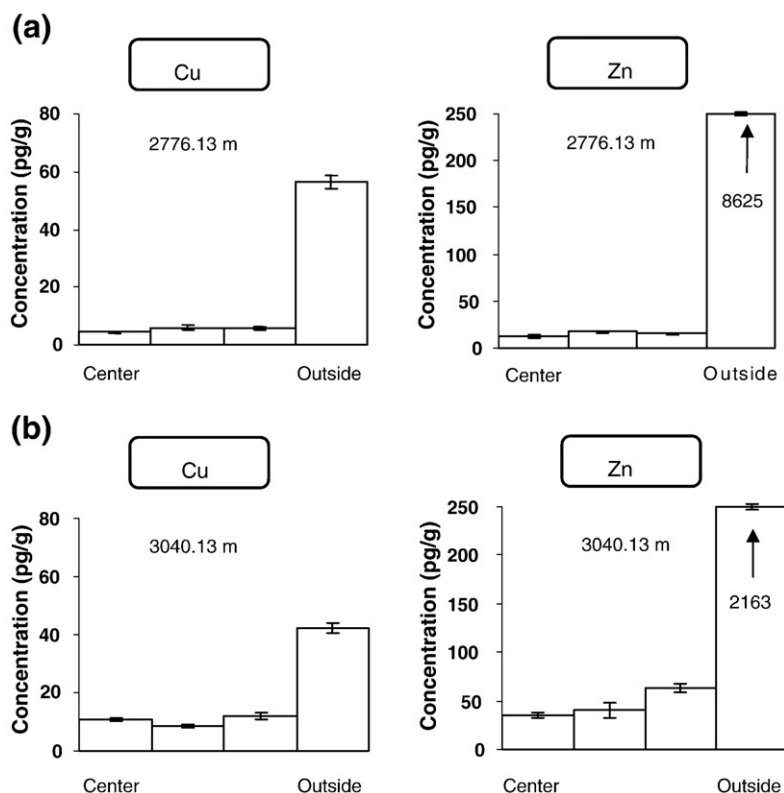 (a)
Cu
Concentration (pg/g)
80
60
40
20
0
2776.13 m
Center Outside
Zn
Concentration (pg/g)
250
200
150
100
50
0
2776.13 m
8625
Center Outside
(b)
Cu
Concentration (pg/g)
80
60
40
20
0
3040.13 m
Center Outside
Zn
Concentration (pg/g)
250
200
150
100
50
0
3040.13 m
2163
Center Outside